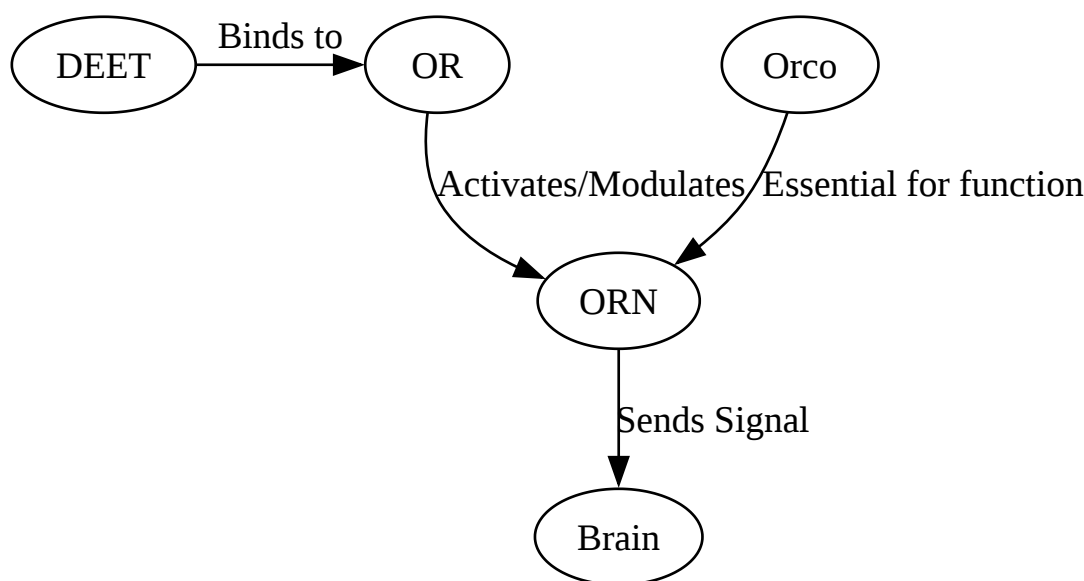 Binds to
DEET
OR
Orco
Activates/Modulates
Essential for function
ORN
Sends Signal
Brain